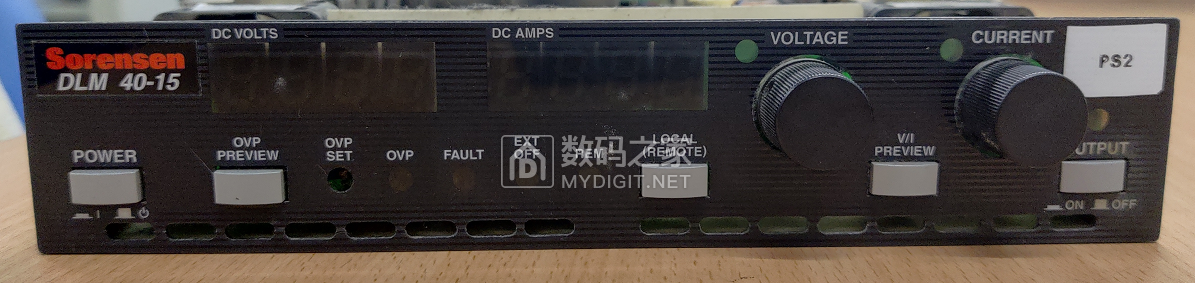 Sorensen
DLM 40-15
DC VOLTS
DC AMPS
VOLTAGE
CURRENT
PS2
POWER
OVP
PREVIEW
OVP
SET
OVP
FAULT
EXT
OFF
REM
LOCAL
(REMOTE)
V/I
PREVIEW
OUTPUT
I
ON
OFF
数码之家
MYDIGIT.NET